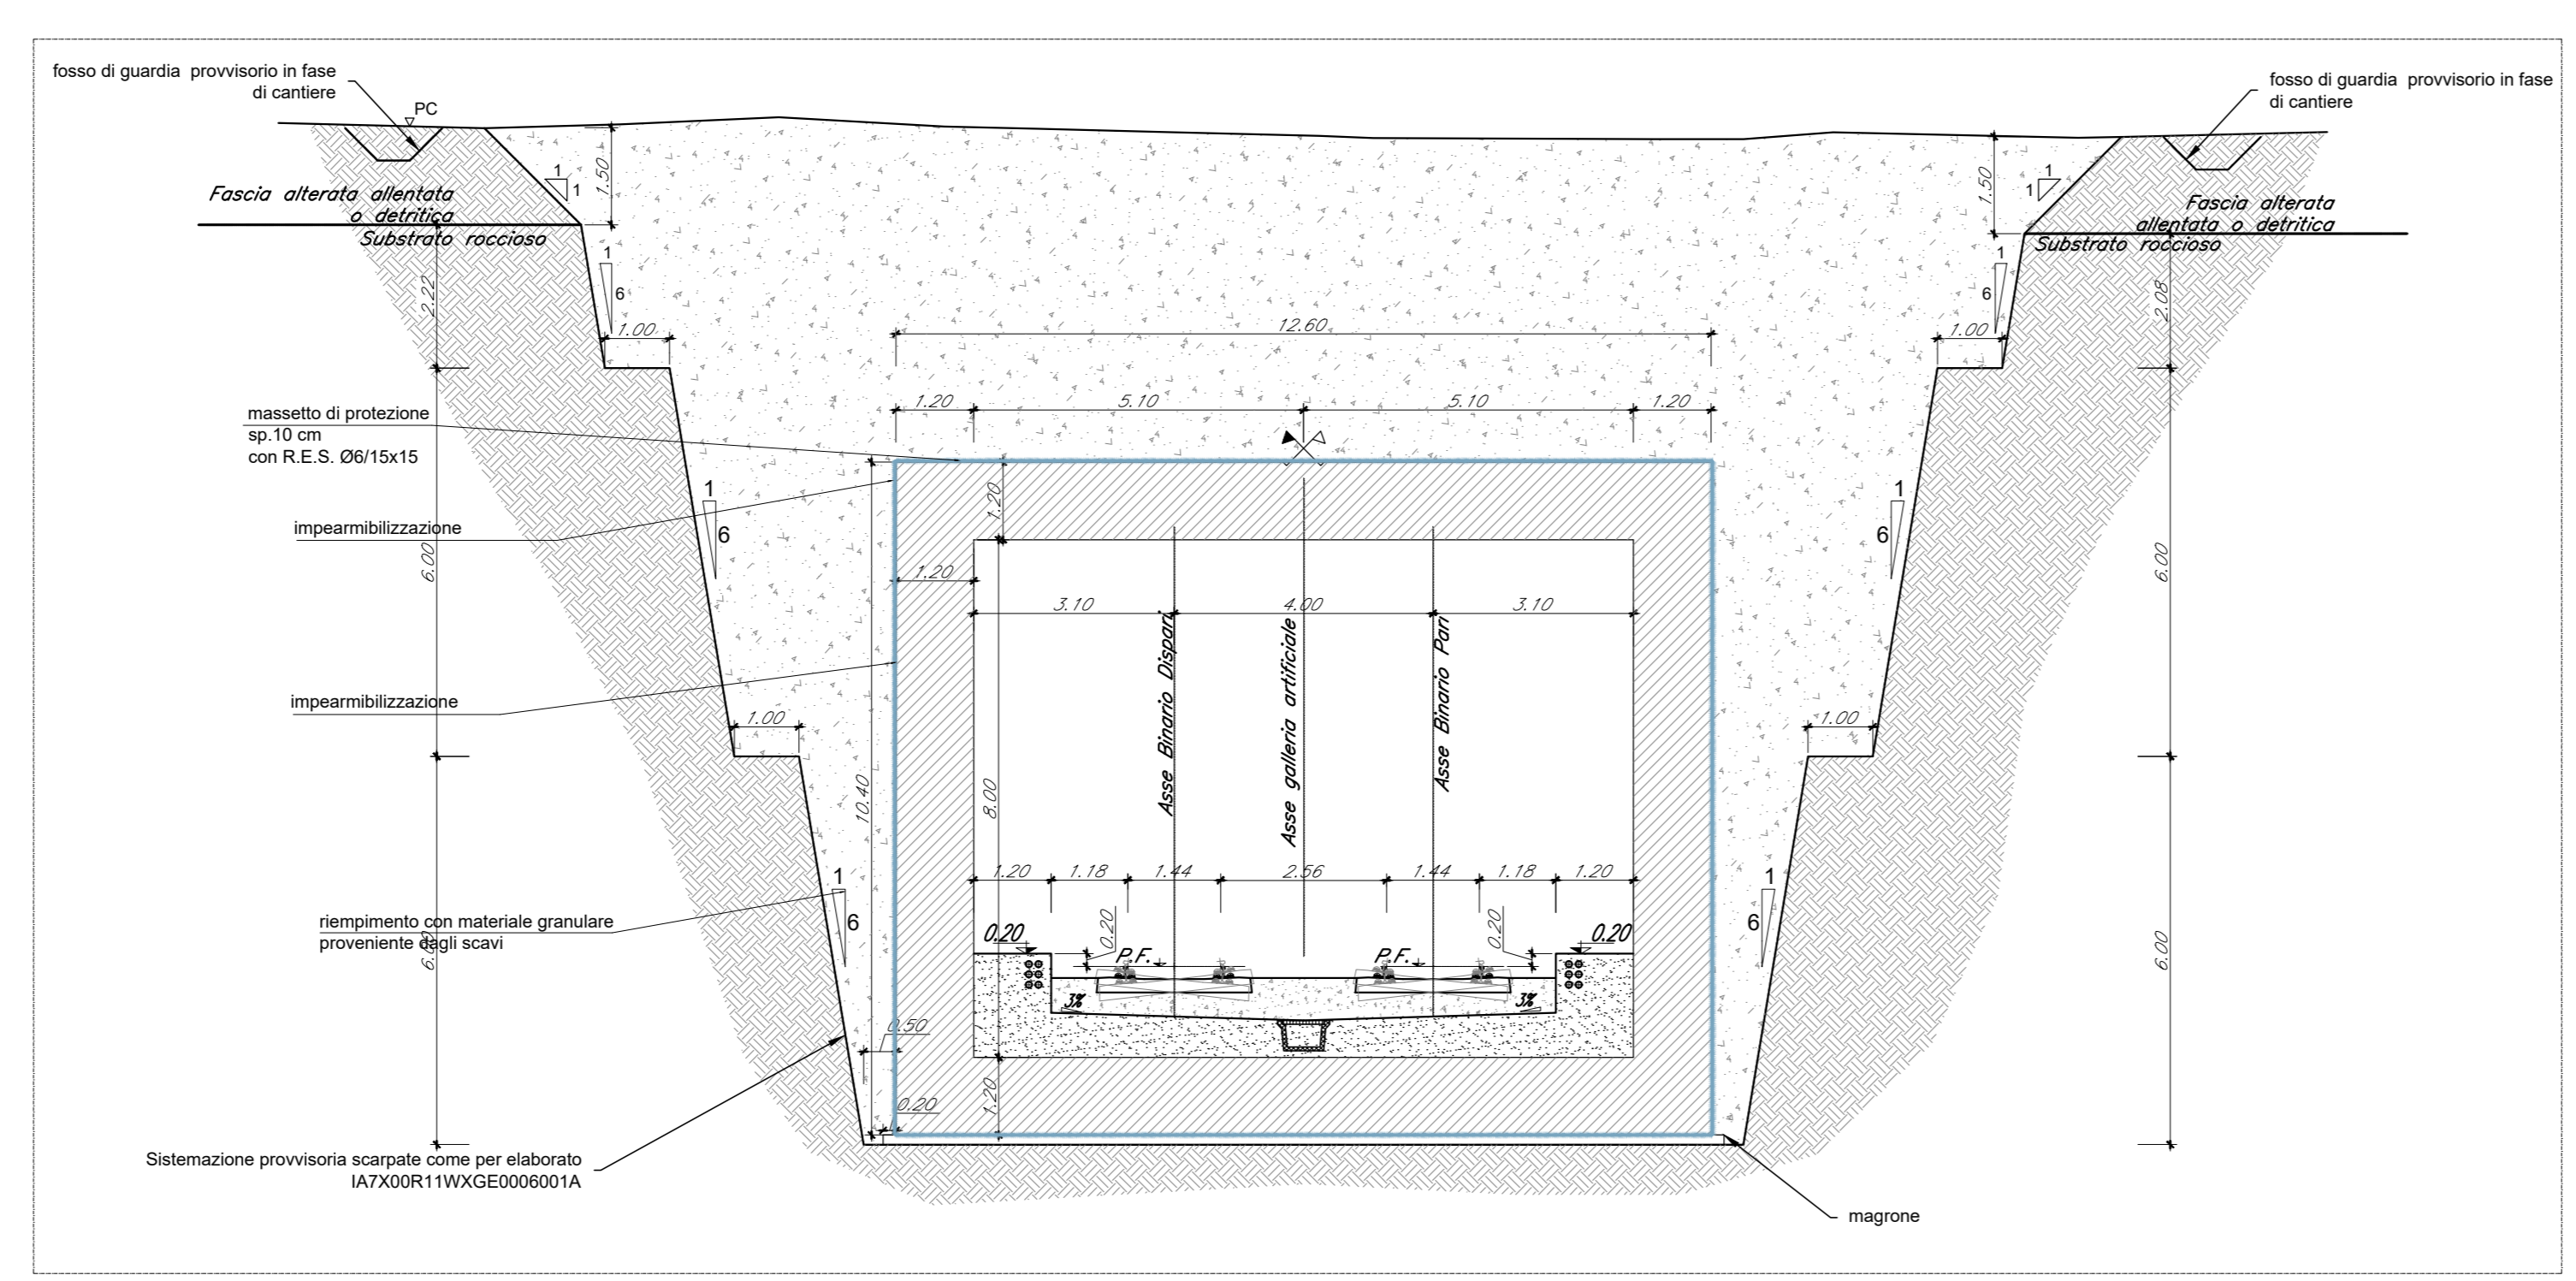 fosso di guardia provvisorio in fase
di cantiere
fosso di guardia provvisorio in fase
di cantiere
PC
1
1
1.50
1.50
1
1
Fascia alterata allentata
o detritica
Substrato roccioso
Fascia alterata
allentata o detritica
Substrato roccioso
1
6
1
6
2.22
2.08
1.00
12.60
1.00
massetto di protezione
sp.10 cm
con R.E.S. Ø6/15x15
1.20
5.10
5.10
1.20
1
6
1
6
1.20
impearmibilizzazione
6.00
6.00
1.20
3.10
4.00
3.10
Asse Binario Dispari
Asse galleria artificiale
Asse Binario Pari
impearmibilizzazione
1.00
1.00
10.40
8.00
1.20
1.18
1.44
2.56
1.44
1.18
1.20
1
6
1
6
riempimento con materiale granulare
proveniente dagli scavi
6.00
6.00
0.20
0.20
P.F.
P.F.
0.20
0.20
3%
3%
0.50
0.20
1.20
Sistemazione provvisoria scarpate come per elaborato
IA7X00R11WXGE0006001A
magrone